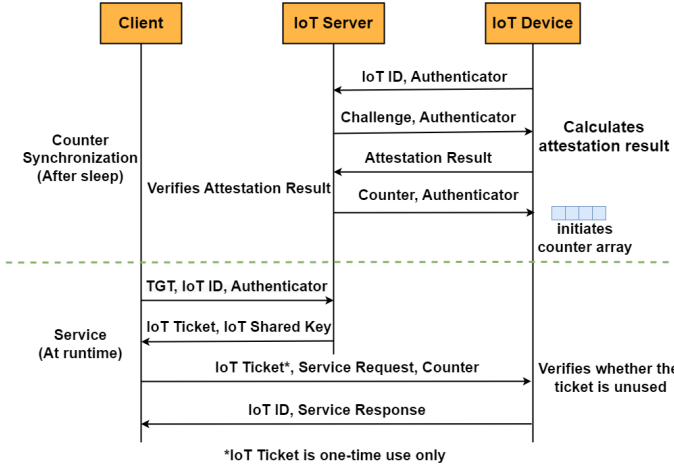 Client
IoT Server
IoT Device
IoT ID, Authenticator
Challenge, Authenticator
Calculates
attestation result
Counter
Synchronization
(After sleep)
Attestation Result
Verifies Attestation Result
Counter, Authenticator
initiates
counter array
TGT, IoT ID, Authenticator
Service
(At runtime)
IoT Ticket, IoT Shared Key
IoT Ticket*, Service Request, Counter
Verifies whether the
ticket is unused
IoT ID, Service Response
*IoT Ticket is one-time use only